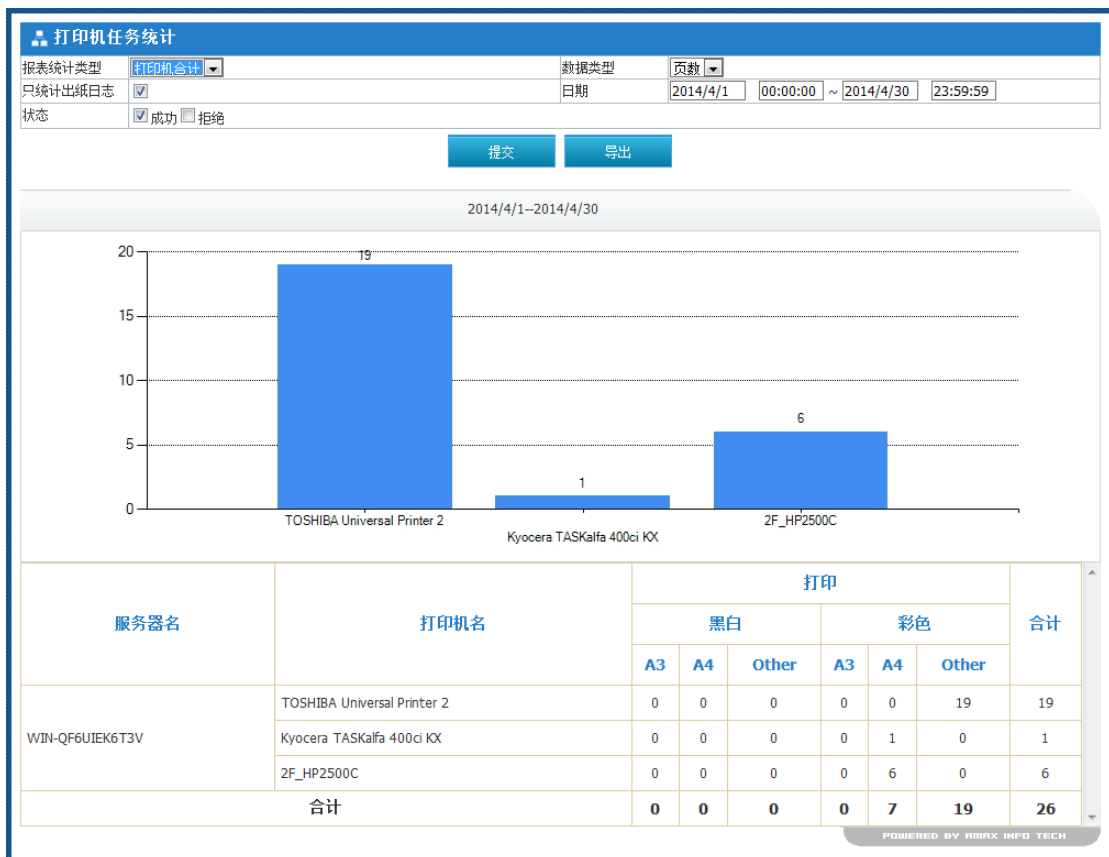 打印机任务统计
报表统计类型 打印机合计 数据类型 页数
只统计出纸日志 日期 2014/4/1 00:00:00 ~ 2014/4/30 23:59:59
状态 成功 拒绝
提交 导出
2014/4/1--2014/4/30
20
19
15
10
5
6
1
0
TOSHIBA Universal Printer 2 2F_HP2500C
Kyocera TASKalfa 400ci KX
服务器名 打印机名 打印 合计
黑白 彩色
A3 A4 Other A3 A4 Other
WIN-QF6UIEK6T3V
TOSHIBA Universal Printer 2 0 0 0 0 0 19 19
Kyocera TASKalfa 400ci KX 0 0 0 0 1 0 1
2F_HP2500C 0 0 0 0 6 0 6
合计 0 0 0 0 7 19 26
POWERED BY AMAX INFO TECH